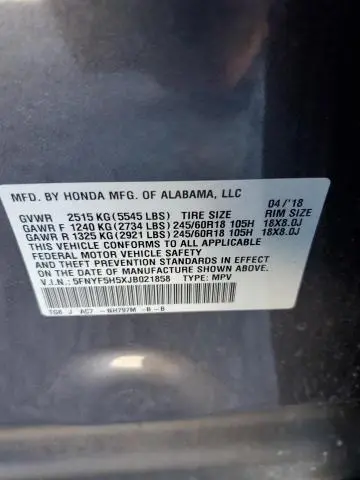 MFD. BY HONDA MFG. OF ALABAMA, LLC 04/'18
GVWR 2515 KG(5545 LBS) TIRE SIZE RIM SIZE
GAWR F 1240 KG(2734 LBS)245/60R18 105H 18X8.0J
GAWR R 1325 KG(2921 LBS)245/60R18 105H 18X8.0J
THIS VEHICLE CONFORMS TO ALL APPLICABLE
FEDERAL MOTOR VEHICLE SAFETY AND
THEFT PREVENTION STANDARDS IN EFFECT
ON THE DATE OF MANUFACTURE SHOWN ABOVE.
V.I.N.: 5FNYF5H5XJB021858 TYPE: MPV
TG8 J AC7 - NH797M -B -B